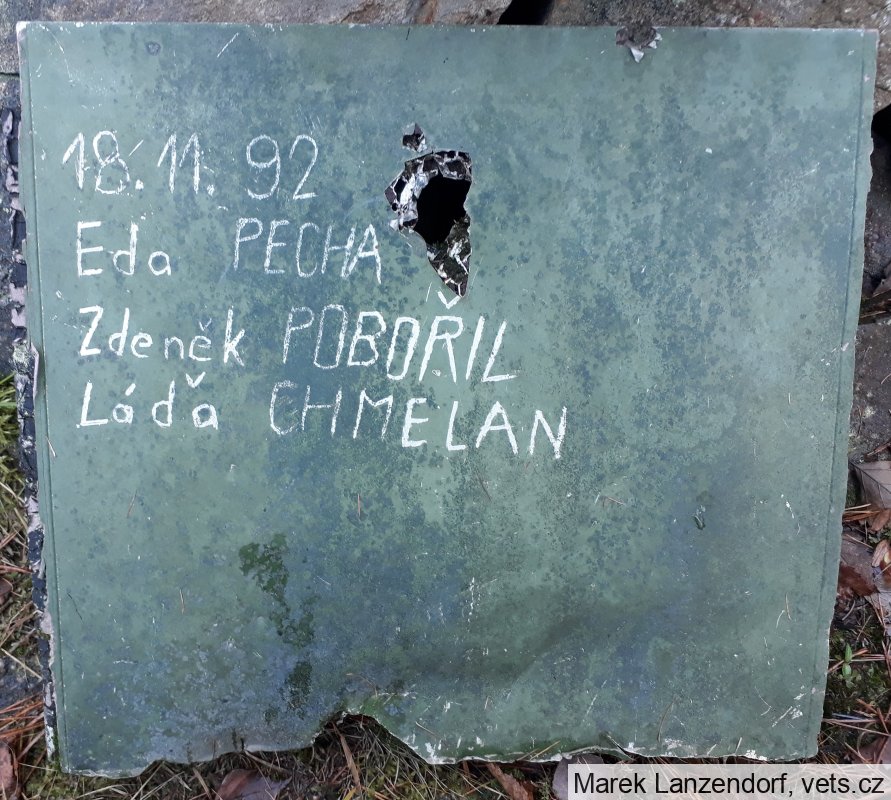 18.11.92
Eda PECHA
Zdeněk POBOŘIL
Láďa CHMELAN
Marek Lanzendorf, vets.cz